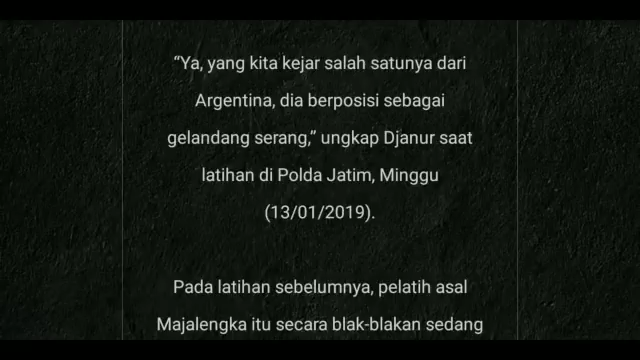 “Ya, yang kita kejar salah satunya dari
Argentina, dia berposisi sebagai
gelandang serang,” ungkap Djanur saat
latihan di Polda Jatim, Minggu
(13/01/2019).
Pada latihan sebelumnya, pelatih asal
Majalengka itu secara blak-blakan sedang